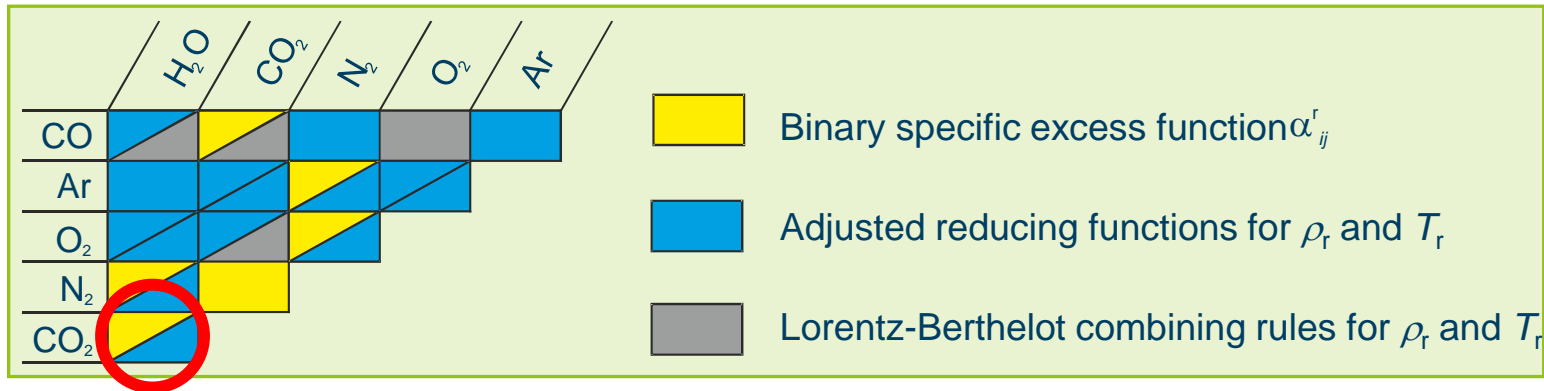 H₂O CO₂ N₂ O₂ Ar
CO
Ar
O₂
N₂
CO₂
Binary specific excess function αʳᵢⱼ
Adjusted reducing functions for ρᵣ and Tᵣ
Lorentz-Berthelot combining rules for ρᵣ and Tᵣ